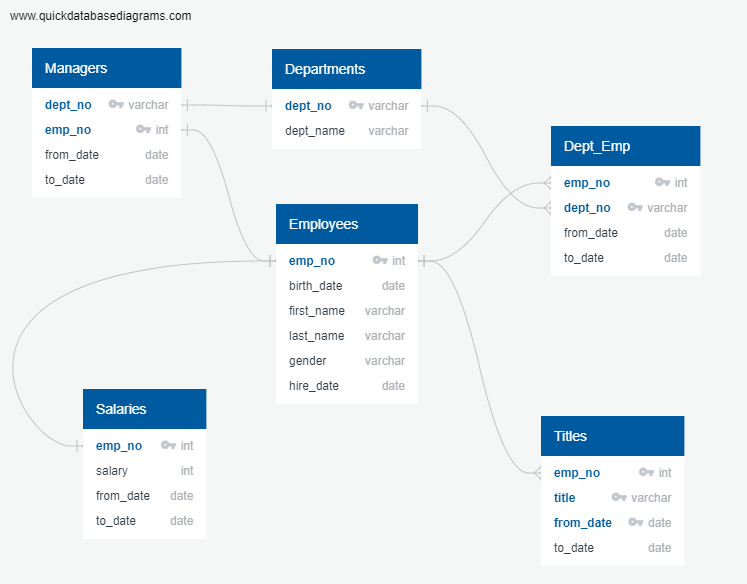 www.quickdatabasediagrams.com
Managers
dept_no varchar
emp_no int
from_date date
to_date date
Departments
dept_no varchar
dept_name varchar
Dept_Emp
emp_no int
dept_no varchar
from_date date
to_date date
Employees
emp_no int
birth_date date
first_name varchar
last_name varchar
gender varchar
hire_date date
Salaries
emp_no int
salary int
from_date date
to_date date
Titles
emp_no int
title varchar
from_date date
to_date date